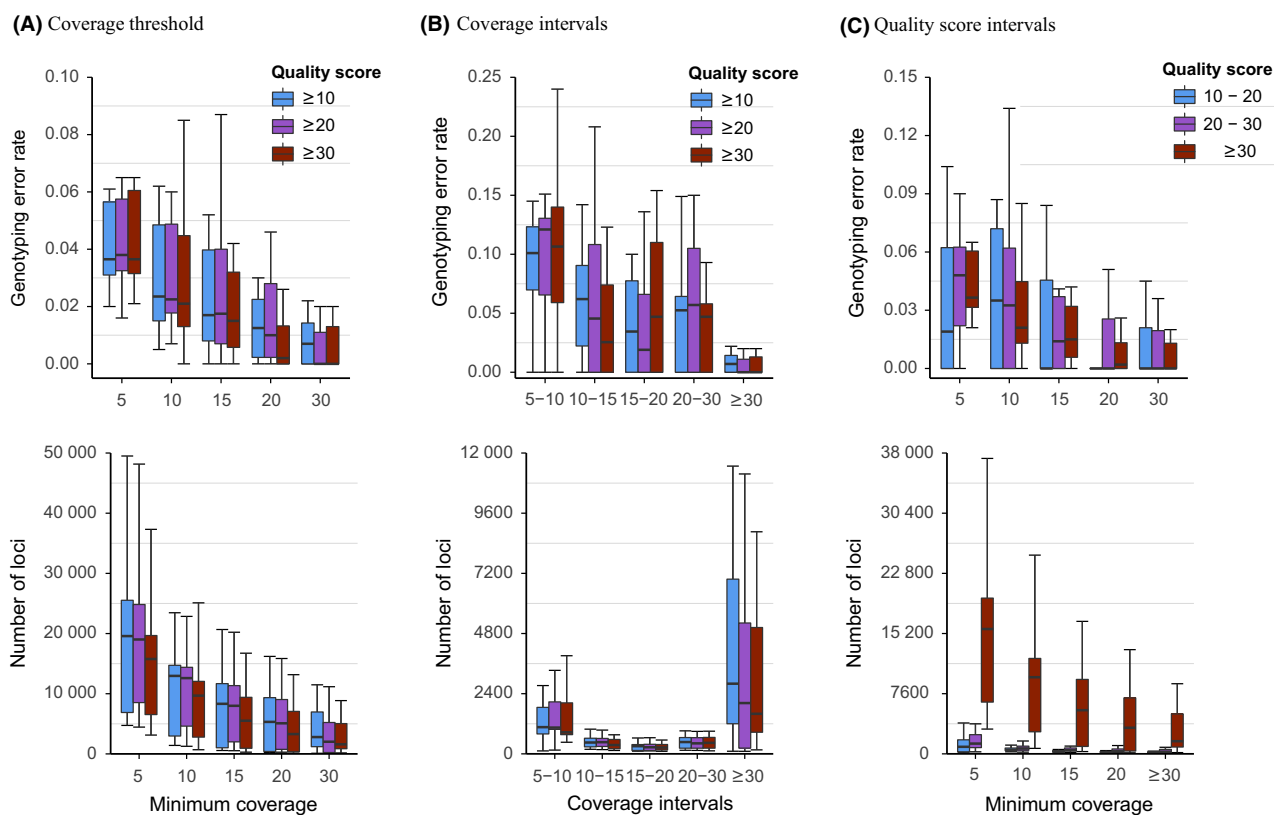 (A) Coverage threshold
(B) Coverage intervals
(C) Quality score intervals
Genotyping error rate
0.10
0.08
0.06
0.04
0.02
0.00
Quality score
≥10
≥20
≥30
5 10 15 20 30
Genotyping error rate
0.25
0.20
0.15
0.10
0.05
0.00
Quality score
≥10
≥20
≥30
5−10 10−15 15−20 20−30 ≥30
Genotyping error rate
0.15
0.12
0.09
0.06
0.03
0.00
Quality score
10 − 20
20 − 30
≥30
5 10 15 20 30
Number of loci
50 000
40 000
30 000
20 000
10 000
0
5 10 15 20 30
Minimum coverage
Number of loci
12 000
9600
7200
4800
2400
0
5−10 10−15 15−20 20−30 ≥30
Coverage intervals
Number of loci
38 000
30 400
22 800
15 200
7600
0
5 10 15 20 ≥30
Minimum coverage